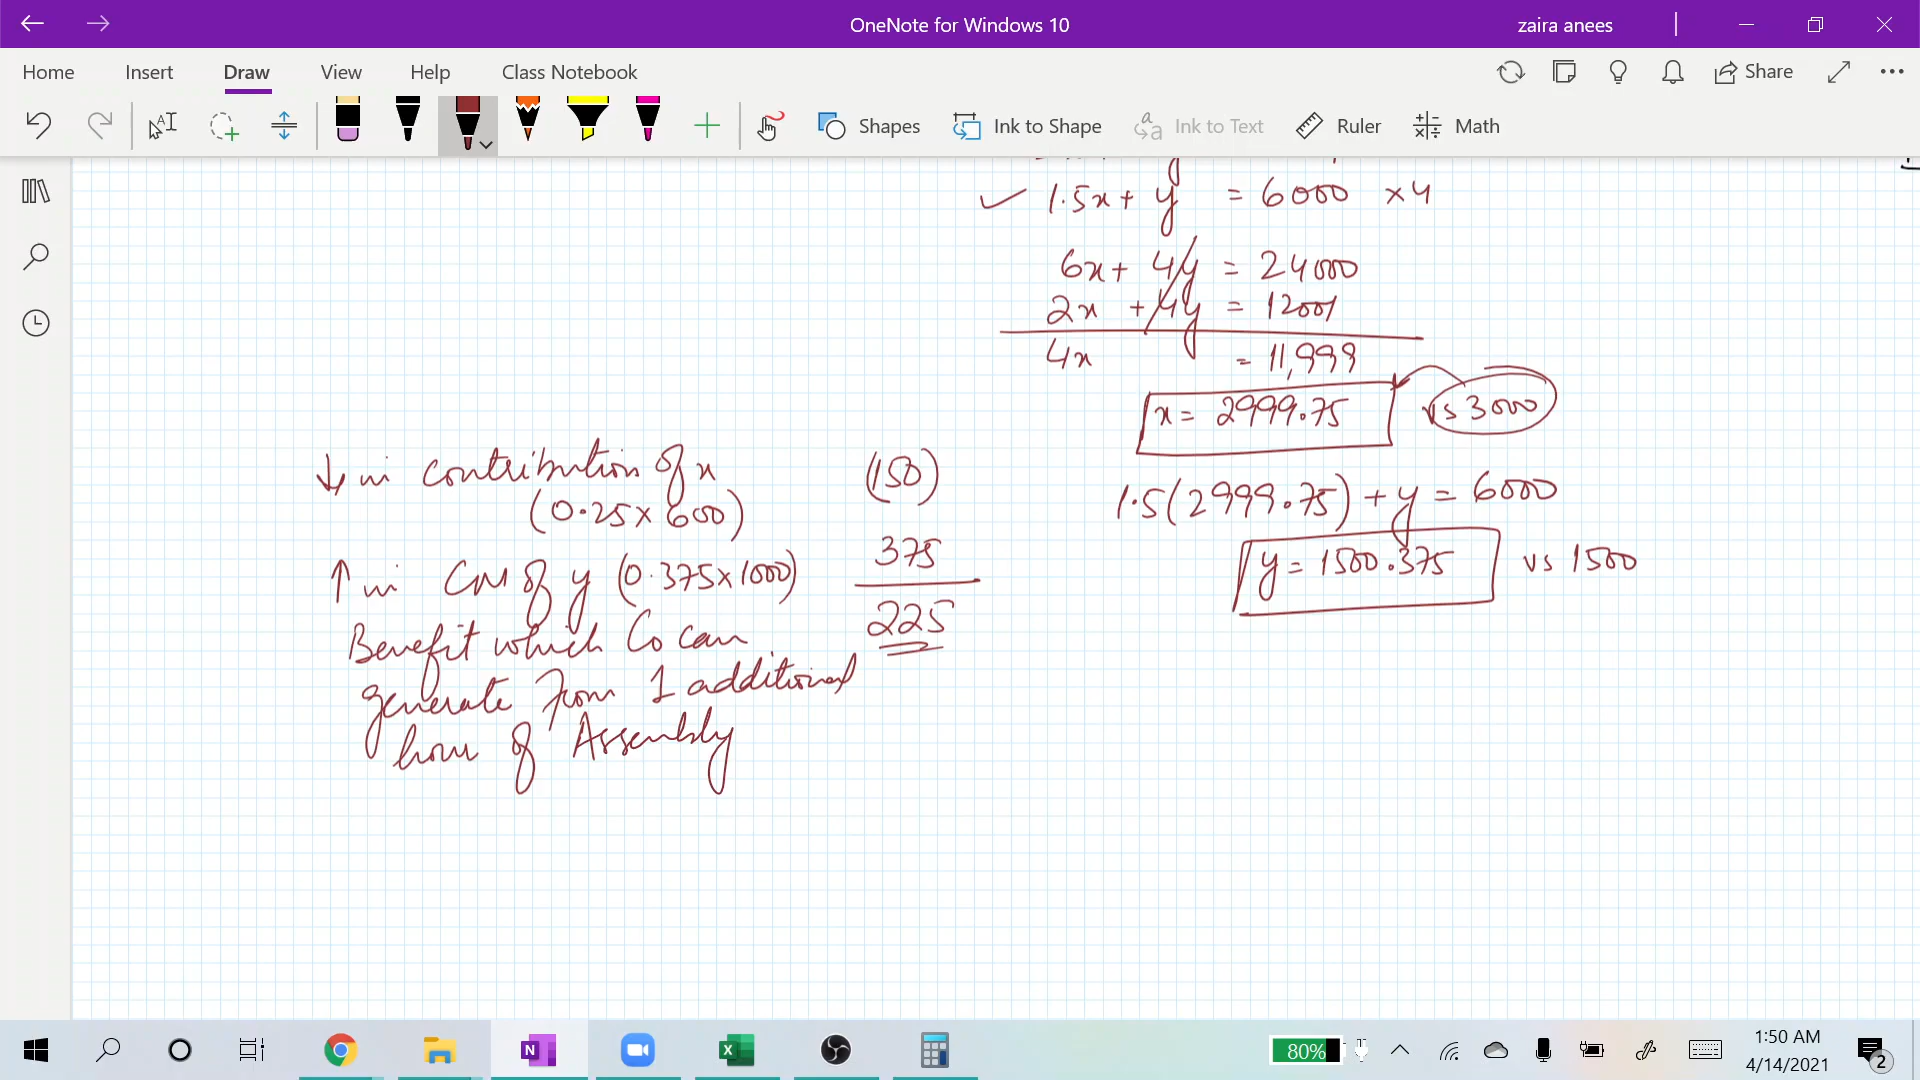 OneNote for Windows 10
zaira anees
Home Insert Draw View Help Class Notebook
Share
Shapes Ink to Shape Ink to Text Ruler Math
1.5x + y = 6000 x4
6x + 4y = 24000
2x + 4y = 12001
4x = 11,999
x = 2999.75 vs 3000
↓ in contribution of x (150)
(0.25 x 600)
1.5(2999.75) + y = 6000
↑ in CM of y (0.375x1000) 375
y = 1500.375 vs 1500
225
Benefit which Co can
generate from 1 additional
hour of Assembly
80%
1:50 AM
4/14/2021
2